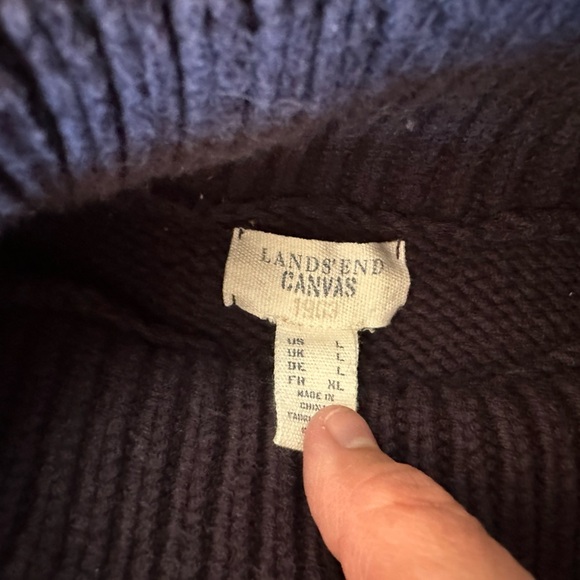 LANDS' END
CANVAS
1963
US L
UK L
DE L
FR XL
MADE IN
CHINA